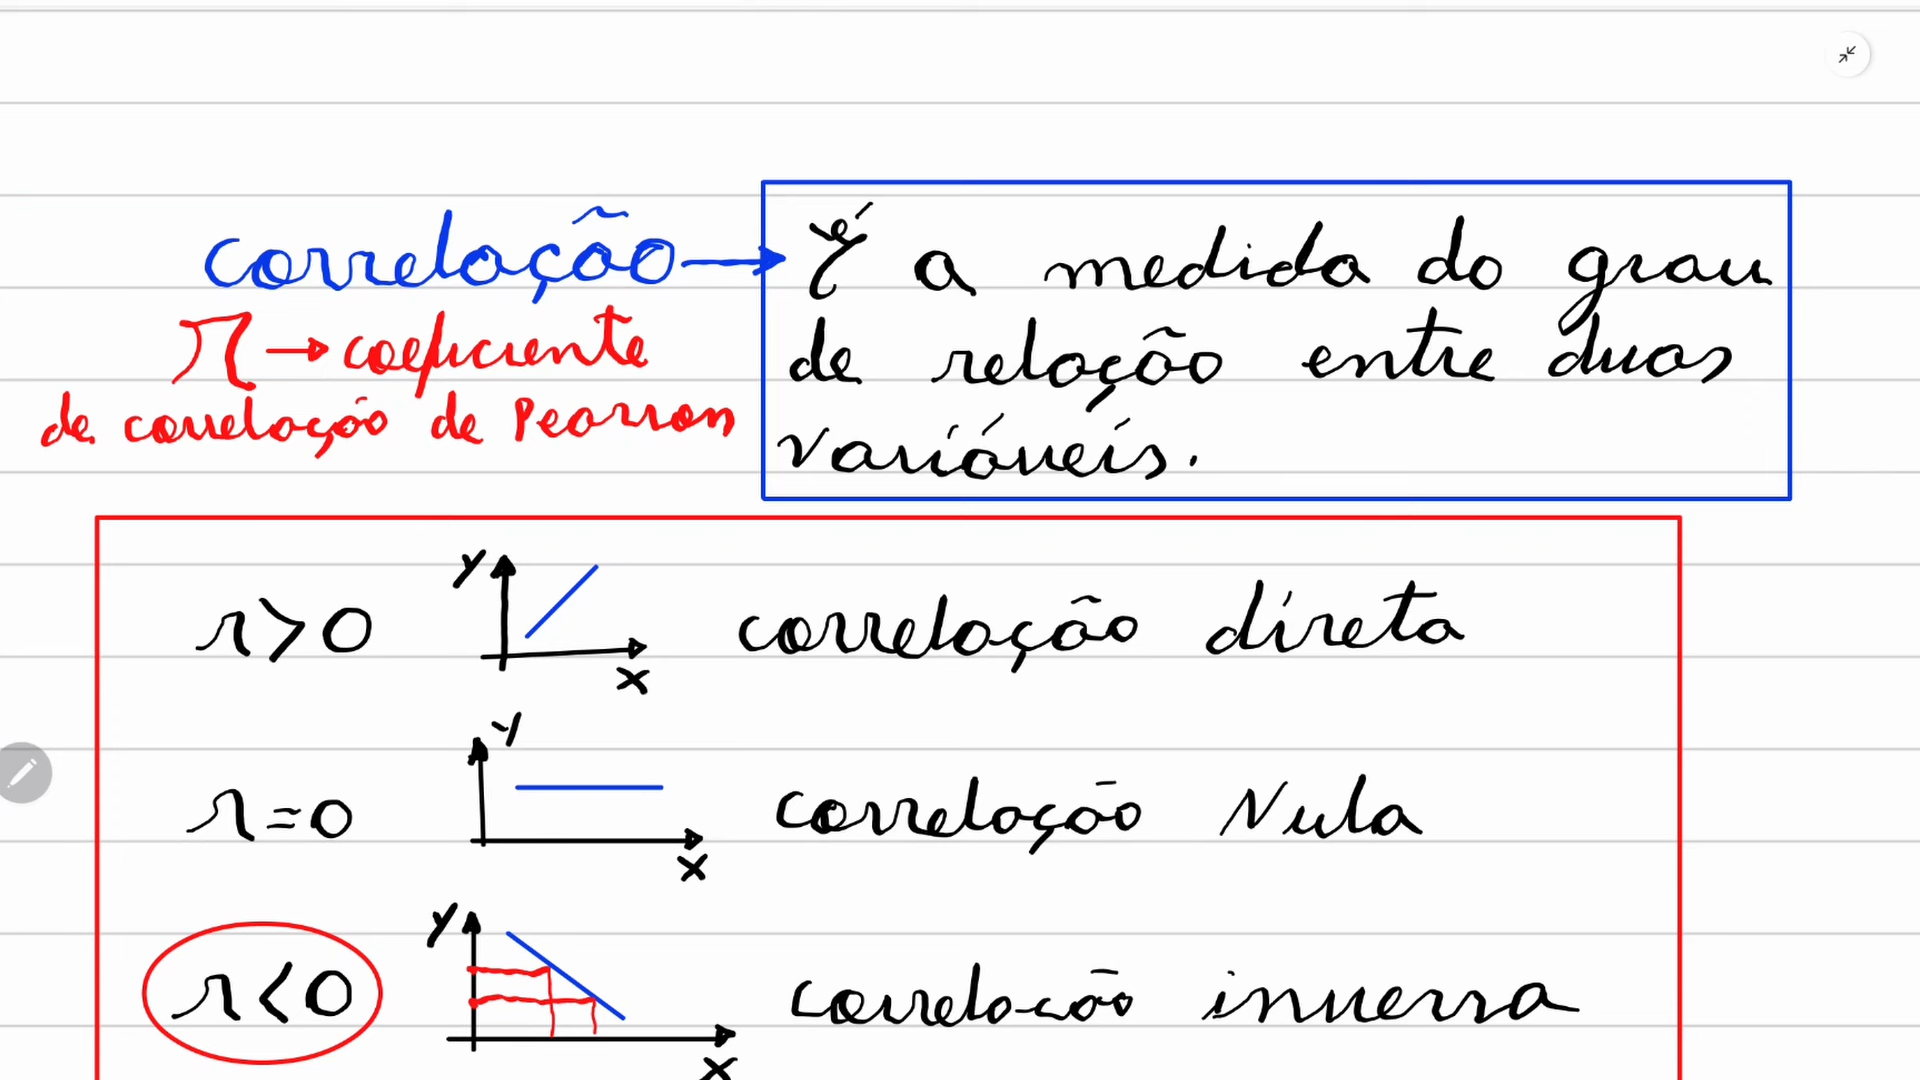 correlação → É a medida do grau
r → coeficiente
de relação entre duas
de correlação de Pearson
variáveis.
r>0 y x correlação direta
r=0 y x correlação Nula
r<0 y x correlação inversa